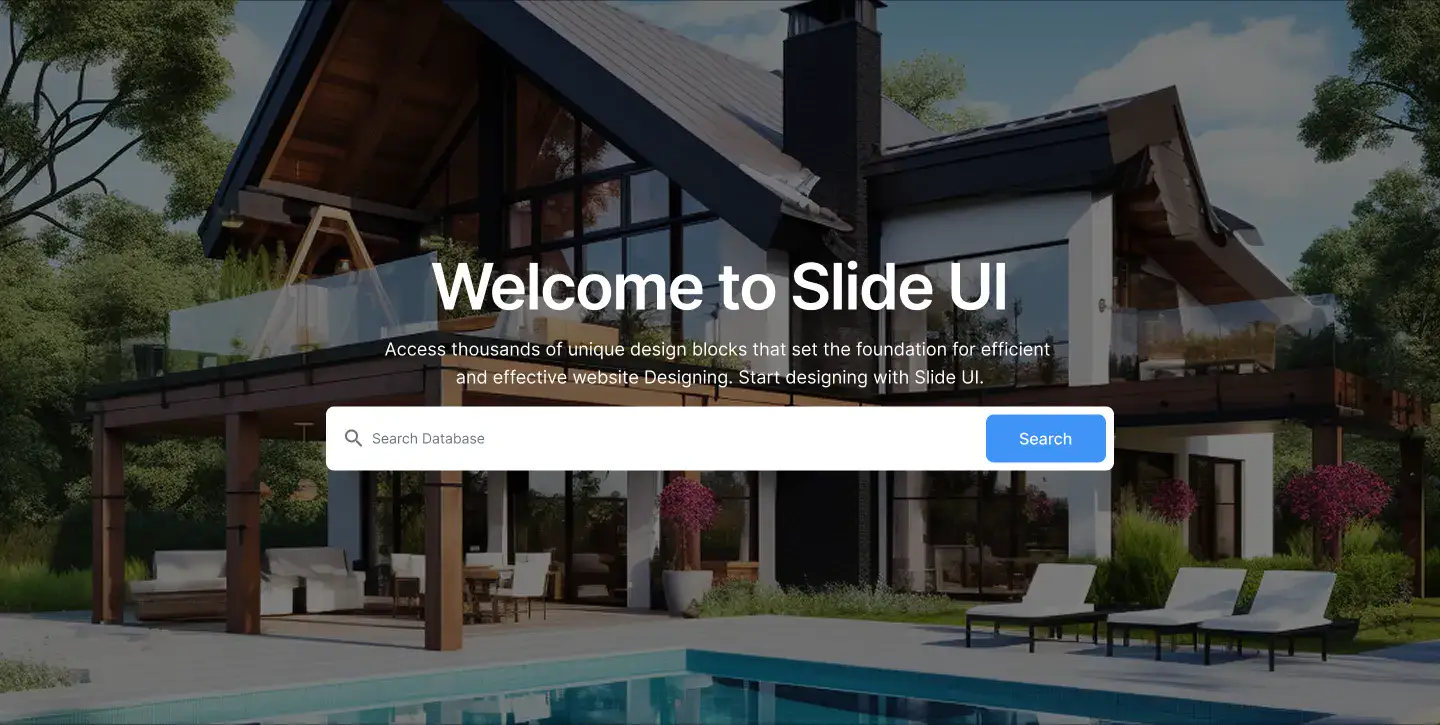 Welcome to Slide UI
Access thousands of unique design blocks that set the foundation for efficient
and effective website Designing. Start designing with Slide UI.
Search Database
Search